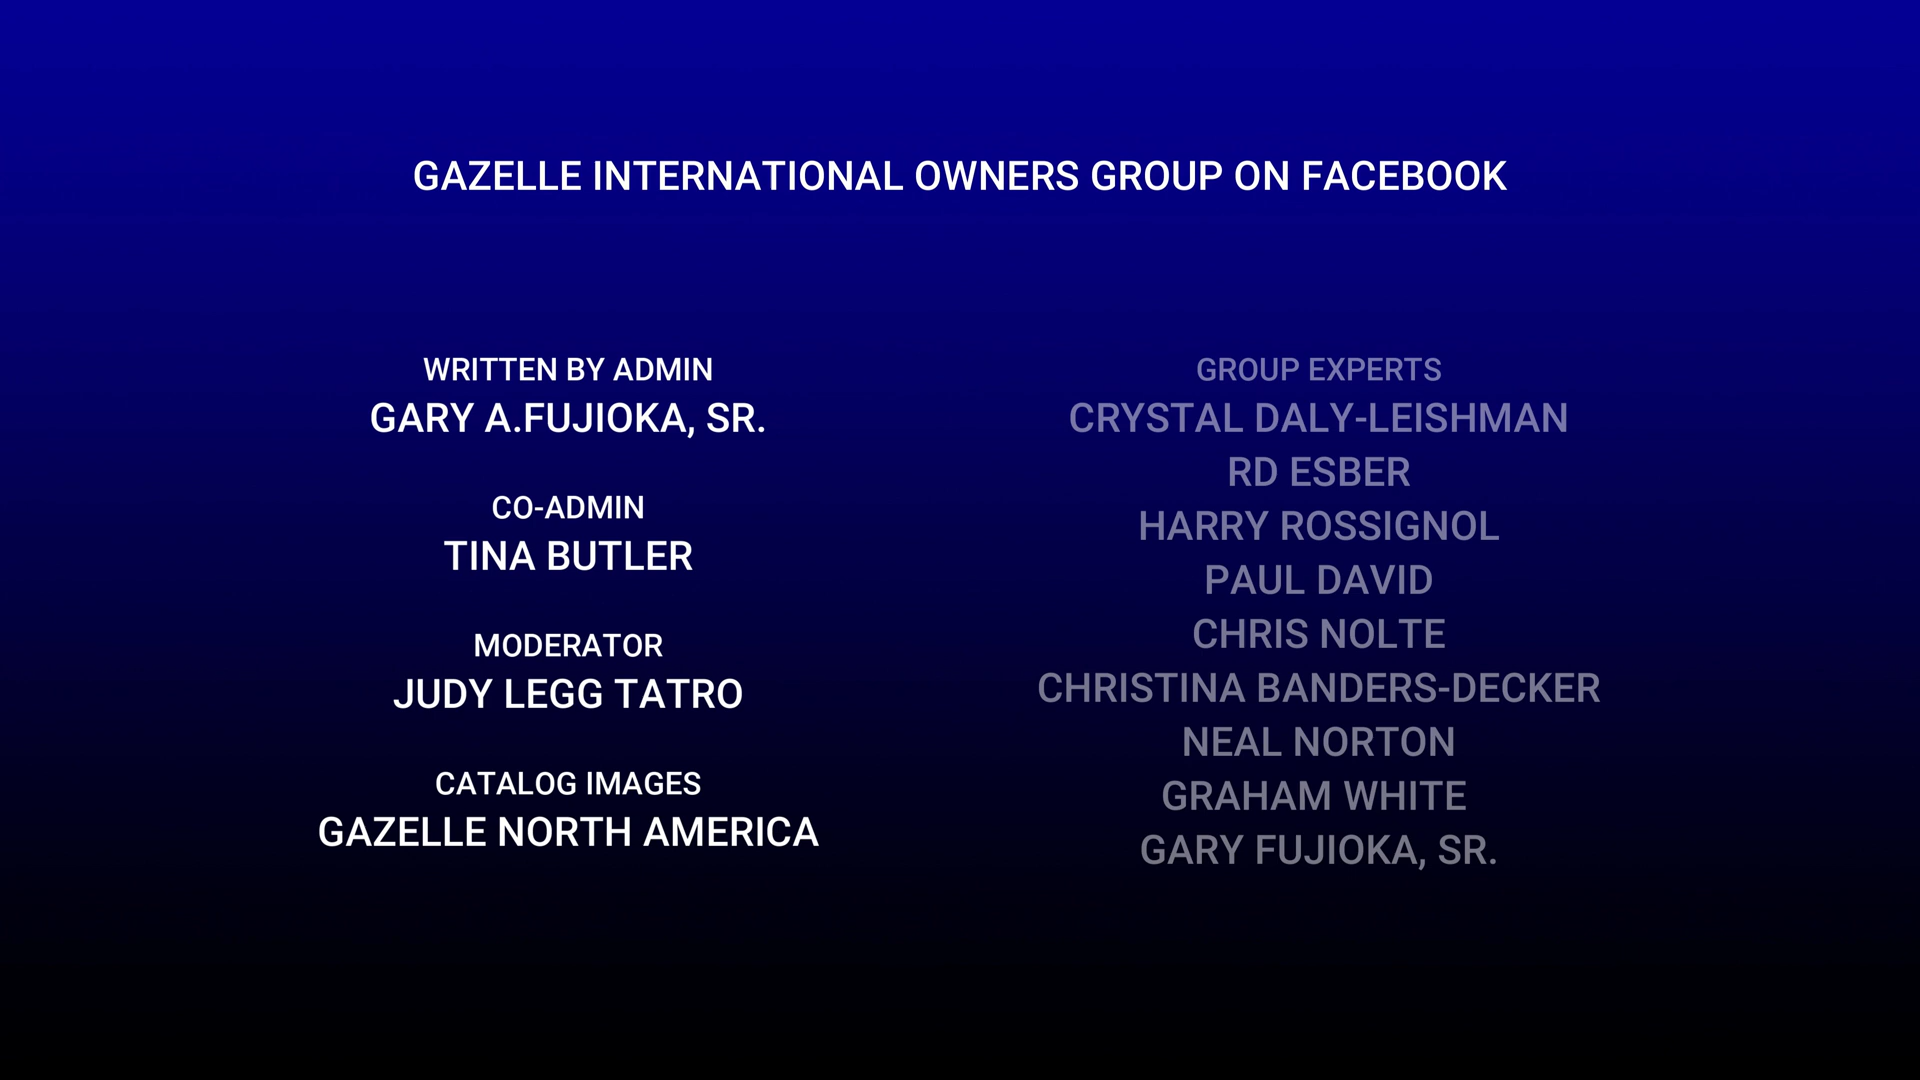 GAZELLE INTERNATIONAL OWNERS GROUP ON FACEBOOK
WRITTEN BY ADMIN
GARY A.FUJIOKA, SR.
CO-ADMIN
TINA BUTLER
MODERATOR
JUDY LEGG TATRO
CATALOG IMAGES
GAZELLE NORTH AMERICA
GROUP EXPERTS
CRYSTAL DALY-LEISHMAN
RD ESBER
HARRY ROSSIGNOL
PAUL DAVID
CHRIS NOLTE
CHRISTINA BANDERS-DECKER
NEAL NORTON
GRAHAM WHITE
GARY FUJIOKA, SR.